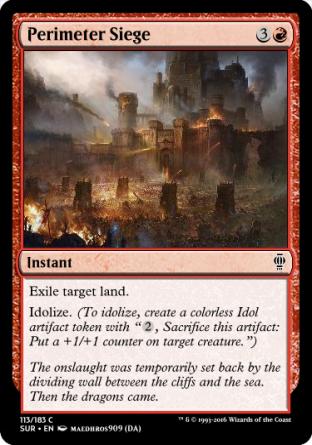 Perimeter Siege 3
Instant
Exile target land.
Idolize. (To idolize, create a colorless Idol
artifact token with “2, Sacrifice this artifact:
Put a +1/+1 counter on target creature.”)
The onslaught was temporarily set back by the
dividing wall between the cliffs and the sea.
Then the dragons came.
113/183 C
SUR • EN MAEDHROS909 (DA)
™ & © 1993-2016 Wizards of the Coast